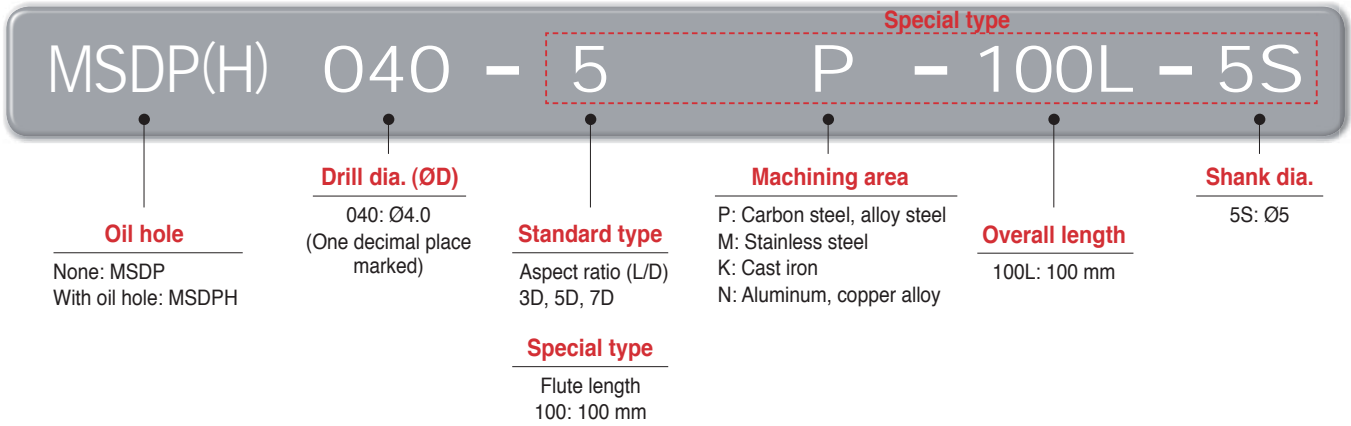 Special type
MSDP(H) 040 - 5 P - 100L - 5S
Oil hole
None: MSDP
With oil hole: MSDPH
Drill dia. (ØD)
040: Ø4.0
(One decimal place
marked)
Standard type
Aspect ratio (L/D)
3D, 5D, 7D
Special type
Flute length
100: 100 mm
Machining area
P: Carbon steel, alloy steel
M: Stainless steel
K: Cast iron
N: Aluminum, copper alloy
Overall length
100L: 100 mm
Shank dia.
5S: Ø5